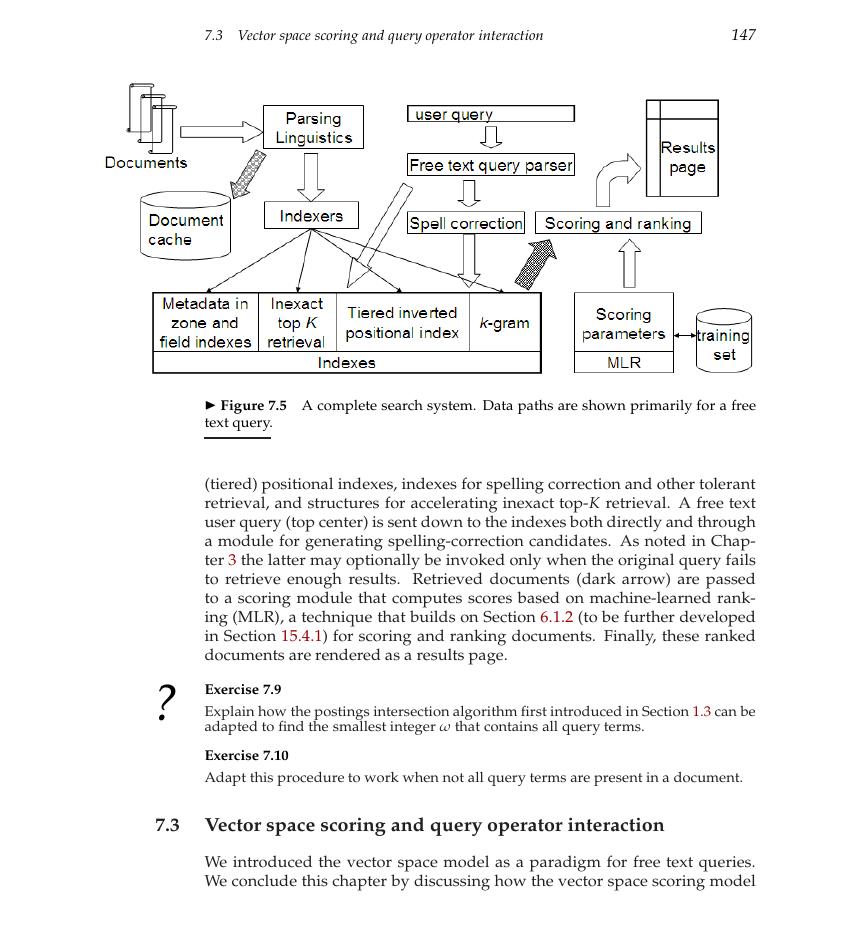 7.3 Vector space scoring and query operator interaction 147
Documents
Parsing
Linguistics
user query
Results
page
Free text query parser
Document
cache
Indexers
Spell correction
Scoring and ranking
Metadata in
zone and
field indexes
Inexact
top K
retrieval
Tiered inverted
positional index
k-gram
Indexes
Scoring
parameters
MLR
training
set
► Figure 7.5 A complete search system. Data paths are shown primarily for a free
text query.
(tiered) positional indexes, indexes for spelling correction and other tolerant
retrieval, and structures for accelerating inexact top-K retrieval. A free text
user query (top center) is sent down to the indexes both directly and through
a module for generating spelling-correction candidates. As noted in Chap-
ter 3 the latter may optionally be invoked only when the original query fails
to retrieve enough results. Retrieved documents (dark arrow) are passed
to a scoring module that computes scores based on machine-learned rank-
ing (MLR), a technique that builds on Section 6.1.2 (to be further developed
in Section 15.4.1) for scoring and ranking documents. Finally, these ranked
documents are rendered as a results page.
?
Exercise 7.9
Explain how the postings intersection algorithm first introduced in Section 1.3 can be
adapted to find the smallest integer ω that contains all query terms.
Exercise 7.10
Adapt this procedure to work when not all query terms are present in a document.
7.3 Vector space scoring and query operator interaction
We introduced the vector space model as a paradigm for free text queries.
We conclude this chapter by discussing how the vector space scoring model